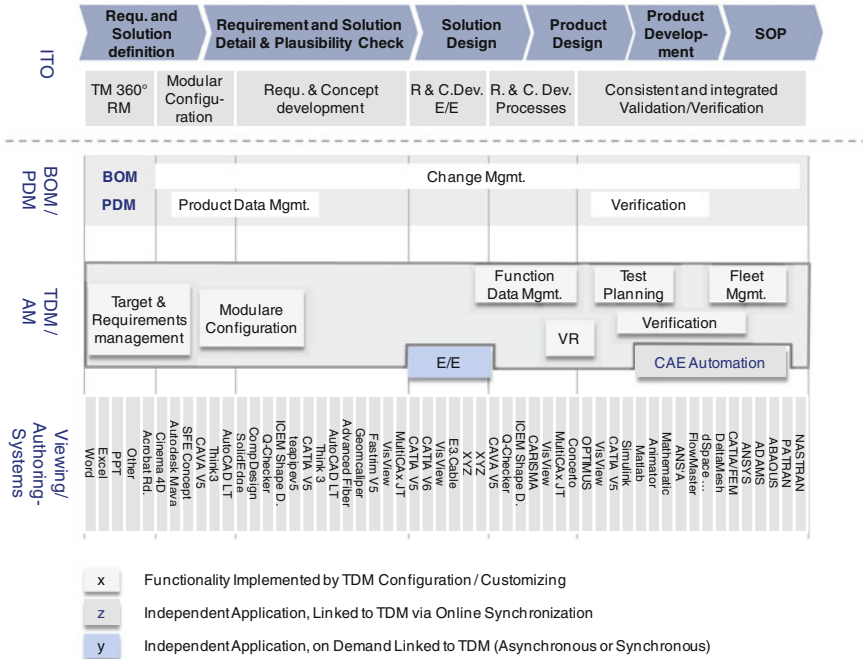 Requ. and
Solution
definition
Requirement and Solution
Detail & Plausibility Check
Solution
Design
Product
Design
Product
Develop-
ment
SOP
ITO
TM 360°
RM
Modular
Configu-
ration
Requ. & Concept
development
R & C.Dev.
E/E
R. & C. Dev.
Processes
Consistent and integrated
Validation/Verification
BOM /
PDM
BOM
Change Mgmt.
PDM
Product Data Mgmt.
Verification
TDM /
AM
Target &
Requirements
management
Modulare
Configuration
Function
Data Mgmt.
Test
Planning
Fleet
Mgmt.
Verification
VR
E/E
CAE Automation
Viewing/
Authoring-
Systems
Word
Excel
PPT
Other
Acrobat Rd.
Cinema 4D
Autodesk Mava
SFE Concept
CAVA V5
Think3
AutoCAD LT
SolidEdge
CompDesign
Q-Checker
ICEM Shape D.
teapipev5
CATIA V5
Think 3
AutoCAD LT
Advanced Fiber
Geomcaliper
Fastrim V5
VisView
MultiCAx JT
CATIA V5
CATIA V6
VisView
E3.Cable
XYZ
XYZ
CAVA V5
Q-Checker
ICEM Shape D.
CARISMA
VisView
MultiCAx JT
Concerto
OPTIMUS
VisView
CATIA V5
Simulink
Matlab
Animator
Mathematic
ANS'A
FlowMaster
dSpace ...
DeltaMesh
CATIA/FEM
ANSYS
ADAMS
ABAQUS
PATRAN
NASTRAN
x Functionality Implemented by TDM Configuration / Customizing
z Independent Application, Linked to TDM via Online Synchronization
y Independent Application, on Demand Linked to TDM (Asynchronous or Synchronous)